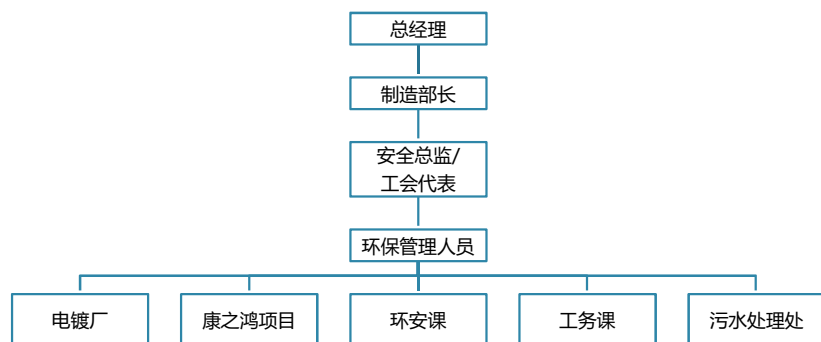 总经理
制造部长
安全总监/
工会代表
环保管理人员
电镀厂
康之鸿项目
环安课
工务课
污水处理处